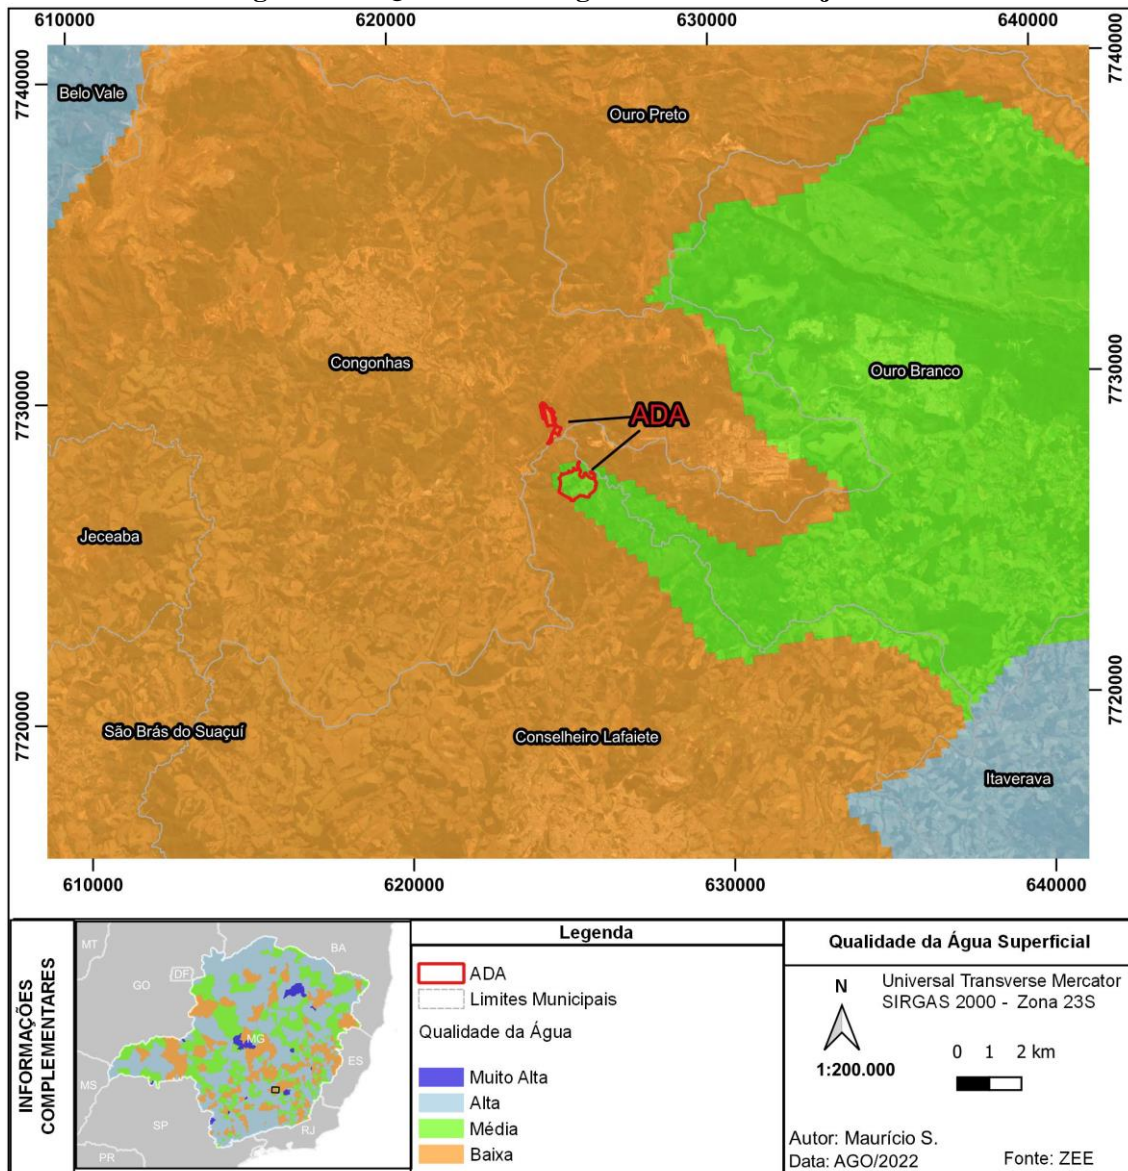 610000
620000
630000
640000
7740000
7740000
Belo Vale
Ouro Preto
Congonhas
Ouro Branco
7730000
7730000
ADA
Jeceaba
São Brás do Suaçuí
Conselheiro Lafaiete
Itaverava
7720000
7720000
610000
620000
630000
640000
INFORMAÇÕES
COMPLEMENTARES
MT
BA
GO
DF
MG
ES
MS
SP
RJ
PR
Legenda
ADA
Limites Municipais
Qualidade da Água
Muito Alta
Alta
Média
Baixa
Qualidade da Água Superficial
N
Universal Transverse Mercator
SIRGAS 2000 - Zona 23S
0 1 2 km
1:200.000
Autor: Maurício S.
Data: AGO/2022
Fonte: ZEE